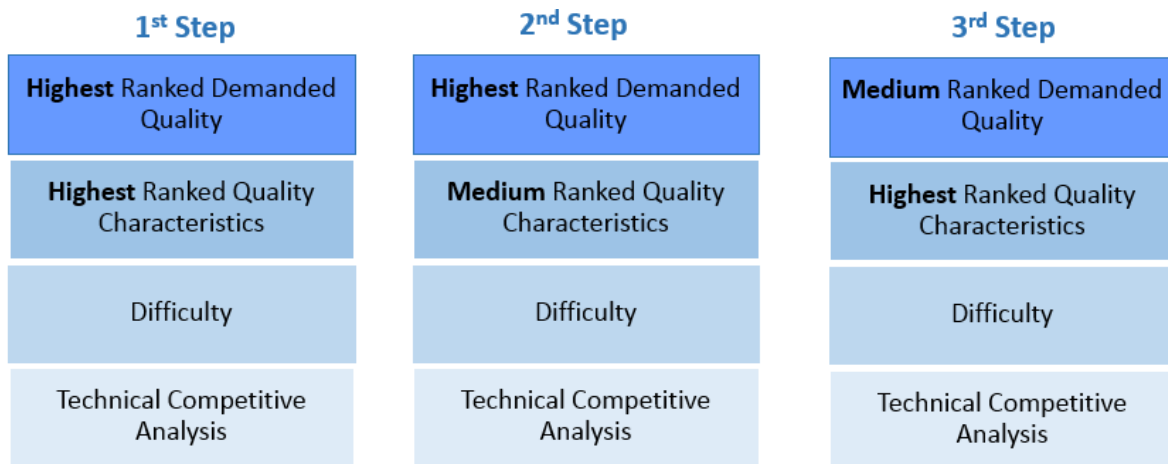 1st Step
Highest Ranked Demanded
Quality
Highest Ranked Quality
Characteristics
Difficulty
Technical Competitive
Analysis
2nd Step
Highest Ranked Demanded
Quality
Medium Ranked Quality
Characteristics
Difficulty
Technical Competitive
Analysis
3rd Step
Medium Ranked Demanded
Quality
Highest Ranked Quality
Characteristics
Difficulty
Technical Competitive
Analysis